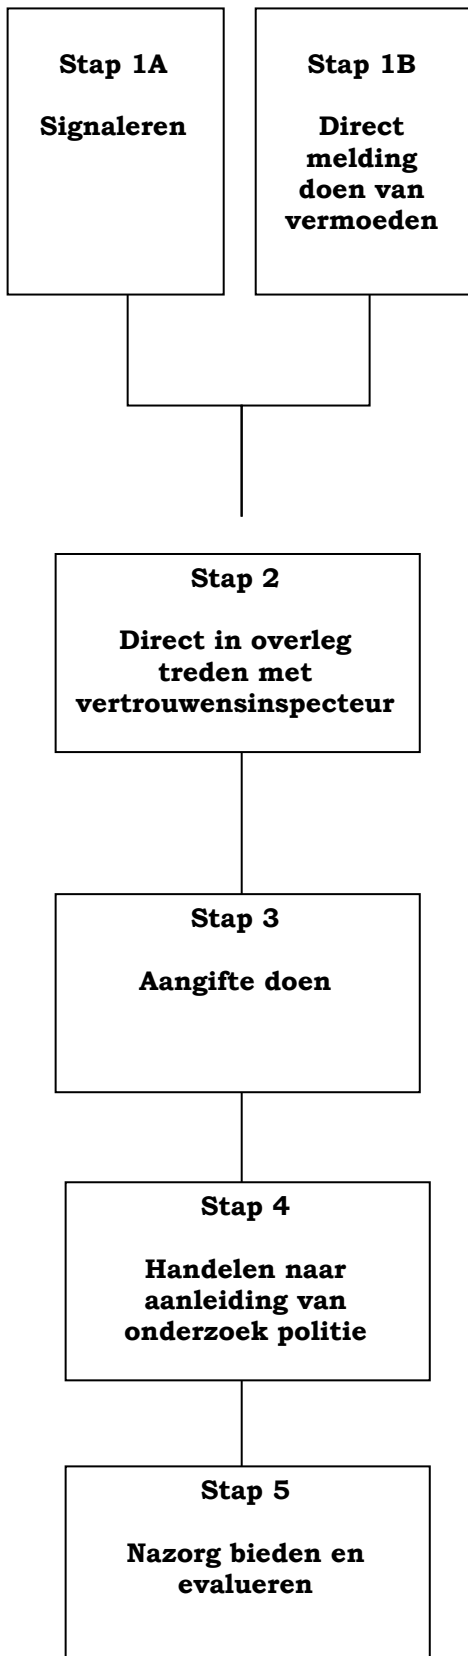 Stap 1A
Signaleren
Stap 1B
Direct
melding
doen van
vermoeden
Stap 2
Direct in overleg
treden met
vertrouwensinspecteur
Stap 3
Aangifte doen
Stap 4
Handelen naar
aanleiding van
onderzoek politie
Stap 5
Nazorg bieden en
evalueren